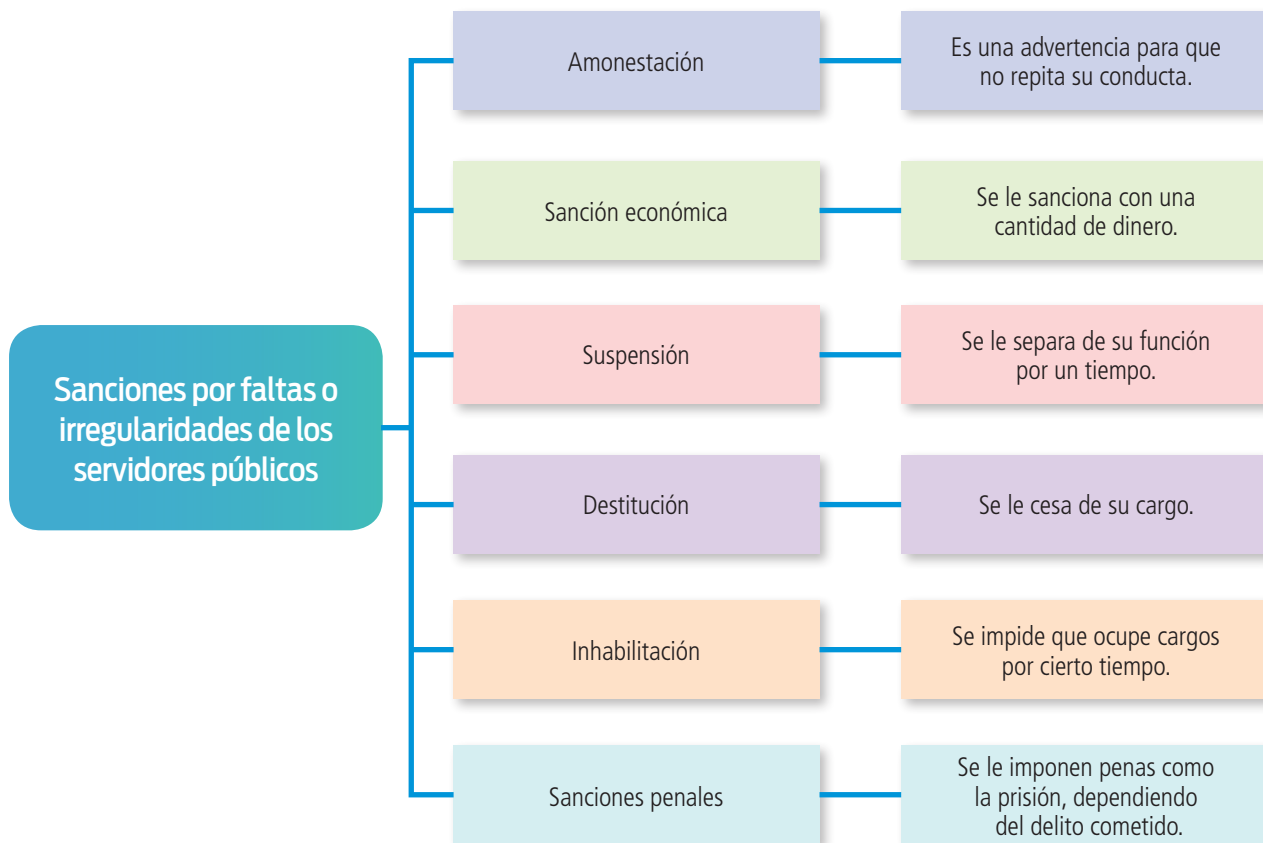 Sanciones por faltas o
irregularidades de los
servidores públicos
Amonestación
Es una advertencia para que
no repita su conducta.
Sanción económica
Se le sanciona con una
cantidad de dinero.
Suspensión
Se le separa de su función
por un tiempo.
Destitución
Se le cesa de su cargo.
Inhabilitación
Se impide que ocupe cargos
por cierto tiempo.
Sanciones penales
Se le imponen penas como
la prisión, dependiendo
del delito cometido.